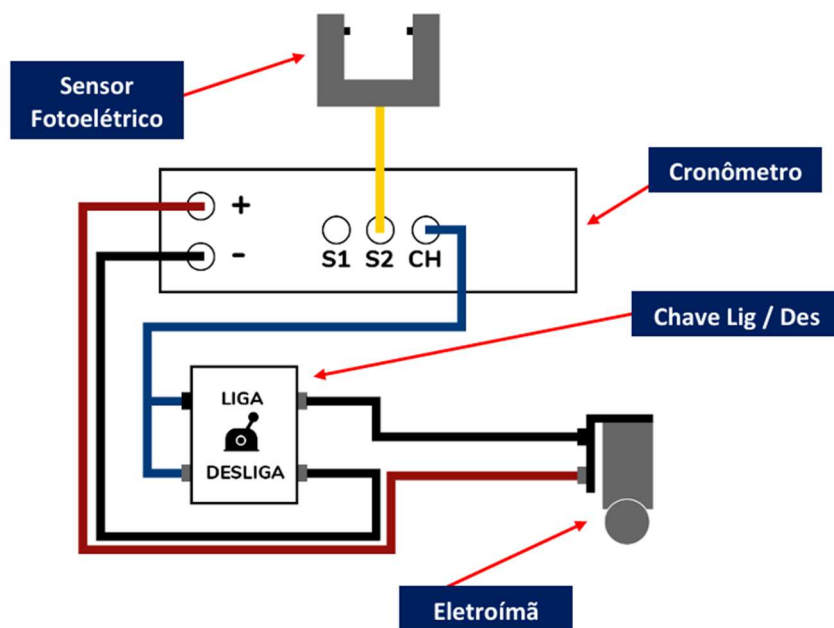 Sensor
Fotoelétrico
Cronômetro
+
-
S1 S2 CH
Chave Lig / Des
LIGA
DESLIGA
Eletroímã